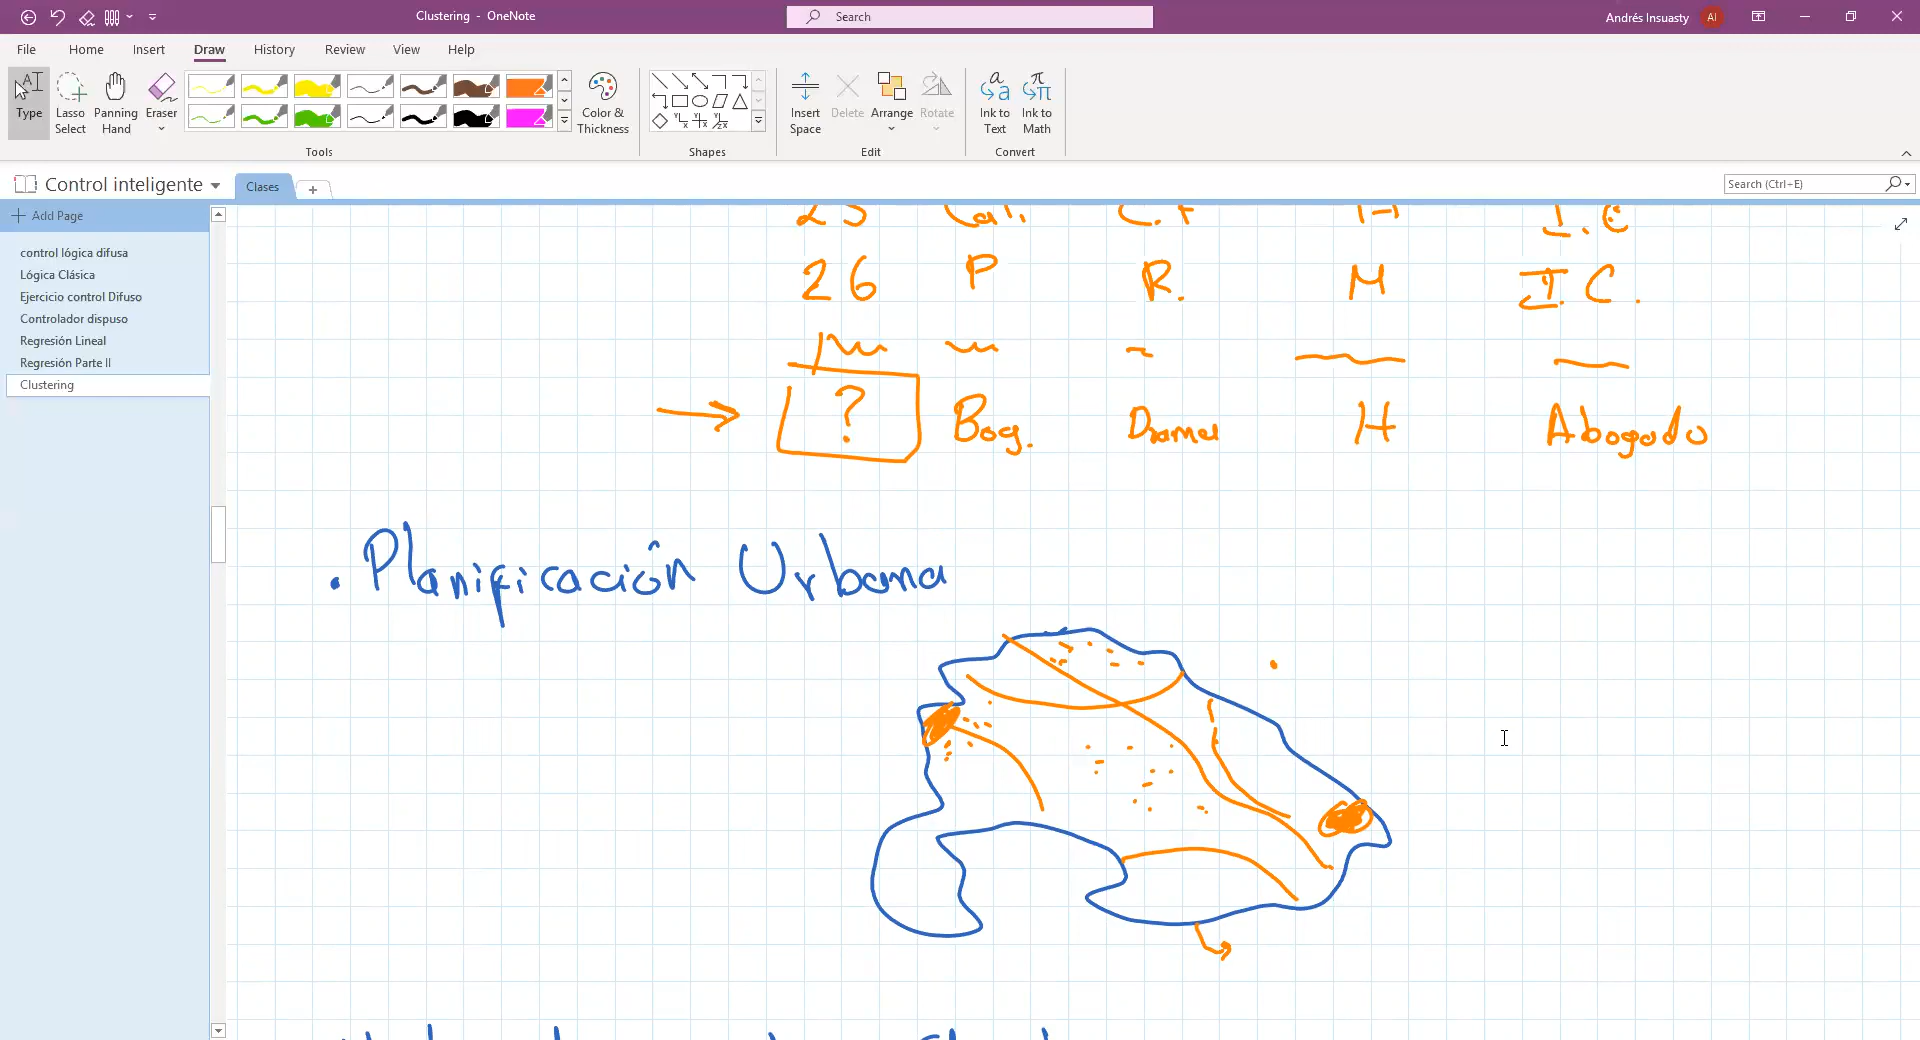 Clustering - OneNote
Search
Andrés Insuasty
AI
File Home Insert Draw History Review View Help
Type
Lasso Select
Panning Hand
Eraser
Color & Thickness
Insert Space
Delete
Arrange
Rotate
Ink to Text
Ink to Math
Tools
Shapes
Edit
Convert
Control inteligente
Clases
Search (Ctrl+E)
Add Page
control lógica difusa
Lógica Clásica
Ejercicio control Difuso
Controlador dispuso
Regresión Lineal
Regresión Parte II
Clustering
26 P R. M I.C.
? Bog. Drama H Abogado
. Planificación Urbana